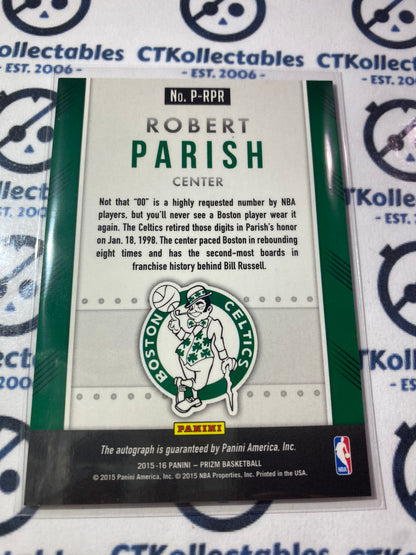 CTKollectables
- EST. 2006 -
No. P-RPR
ROBERT
PARISH
CENTER
Not that "00" is a highly requested number by NBA
players, but you'll never see a Boston player wear it
again. The Celtics retired those digits in Parish's honor
on Jan. 18, 1998. The center paced Boston in rebounding
eight times and has the second-most boards in
franchise history behind Bill Russell.
BOSTON CELTICS
PANINI
The autograph is guaranteed by Panini America, Inc.
2015-16 PANINI – PRIZM BASKETBALL
© 2015 Panini America, Inc. © 2015 NBA Properties, Inc. Printed in the USA.
NBA
CTKollectables